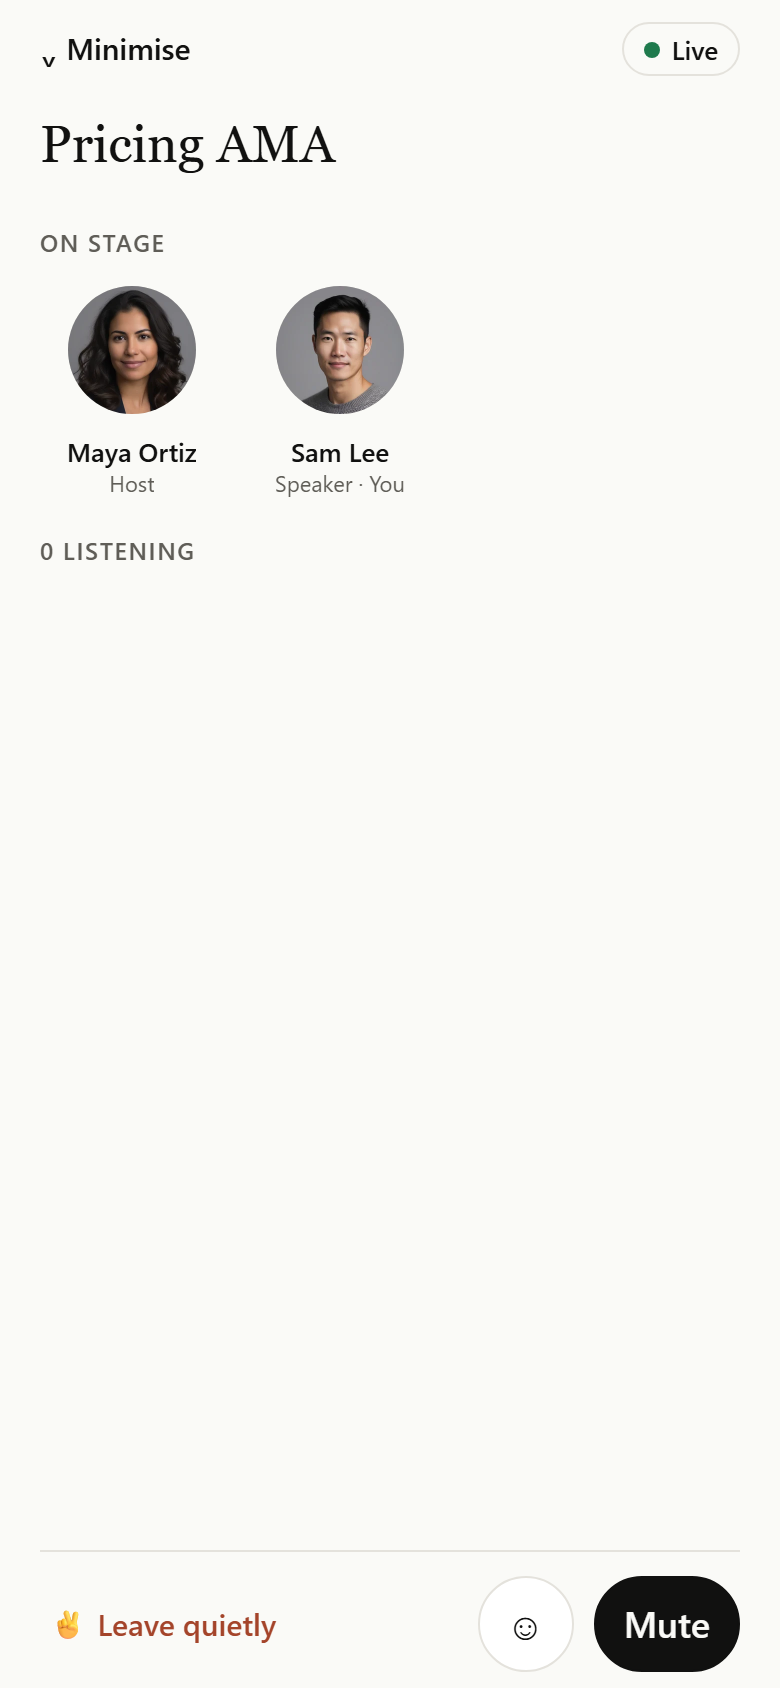 Minimise
Live
Pricing AMA
ON STAGE
Maya Ortiz
Host
Sam Lee
Speaker · You
0 LISTENING
✌️ Leave quietly
☺
Mute